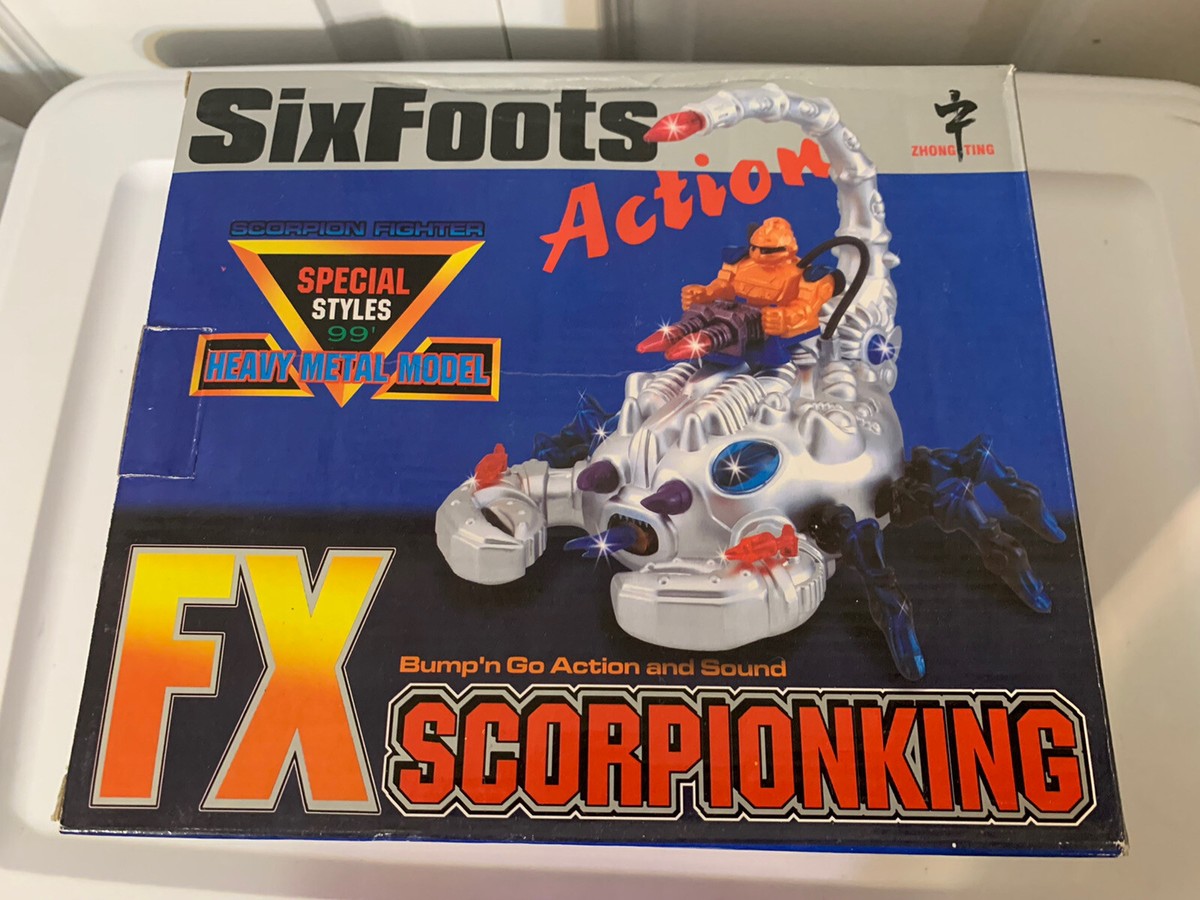 SixFoots
Action
中
ZHONG TING
SCORPION FIGHTER
SPECIAL
STYLES
99'
HEAVY METAL MODEL
FX
Bump'n Go Action and Sound
SCORPIONKING